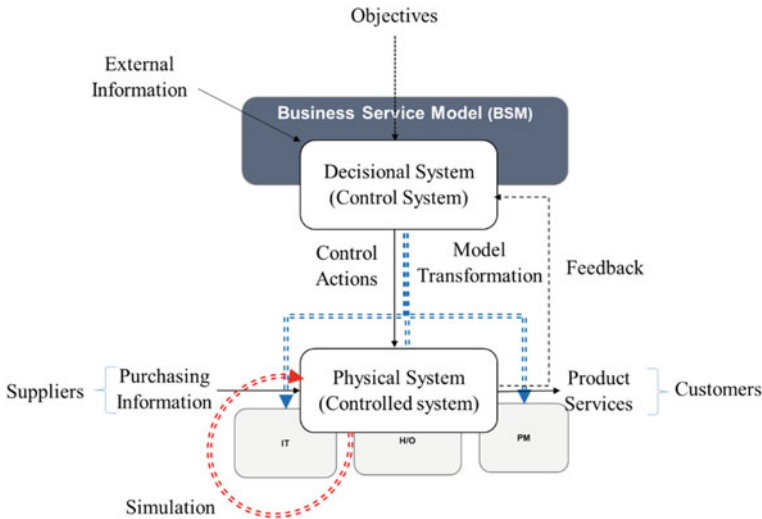 Objectives
External
Information
Business Service Model (BSM)
Decisional System
(Control System)
Control
Actions
Model
Transformation
Feedback
Suppliers
Purchasing
Information
Physical System
(Controlled system)
Product
Services
Customers
IT
H/O
PM
Simulation